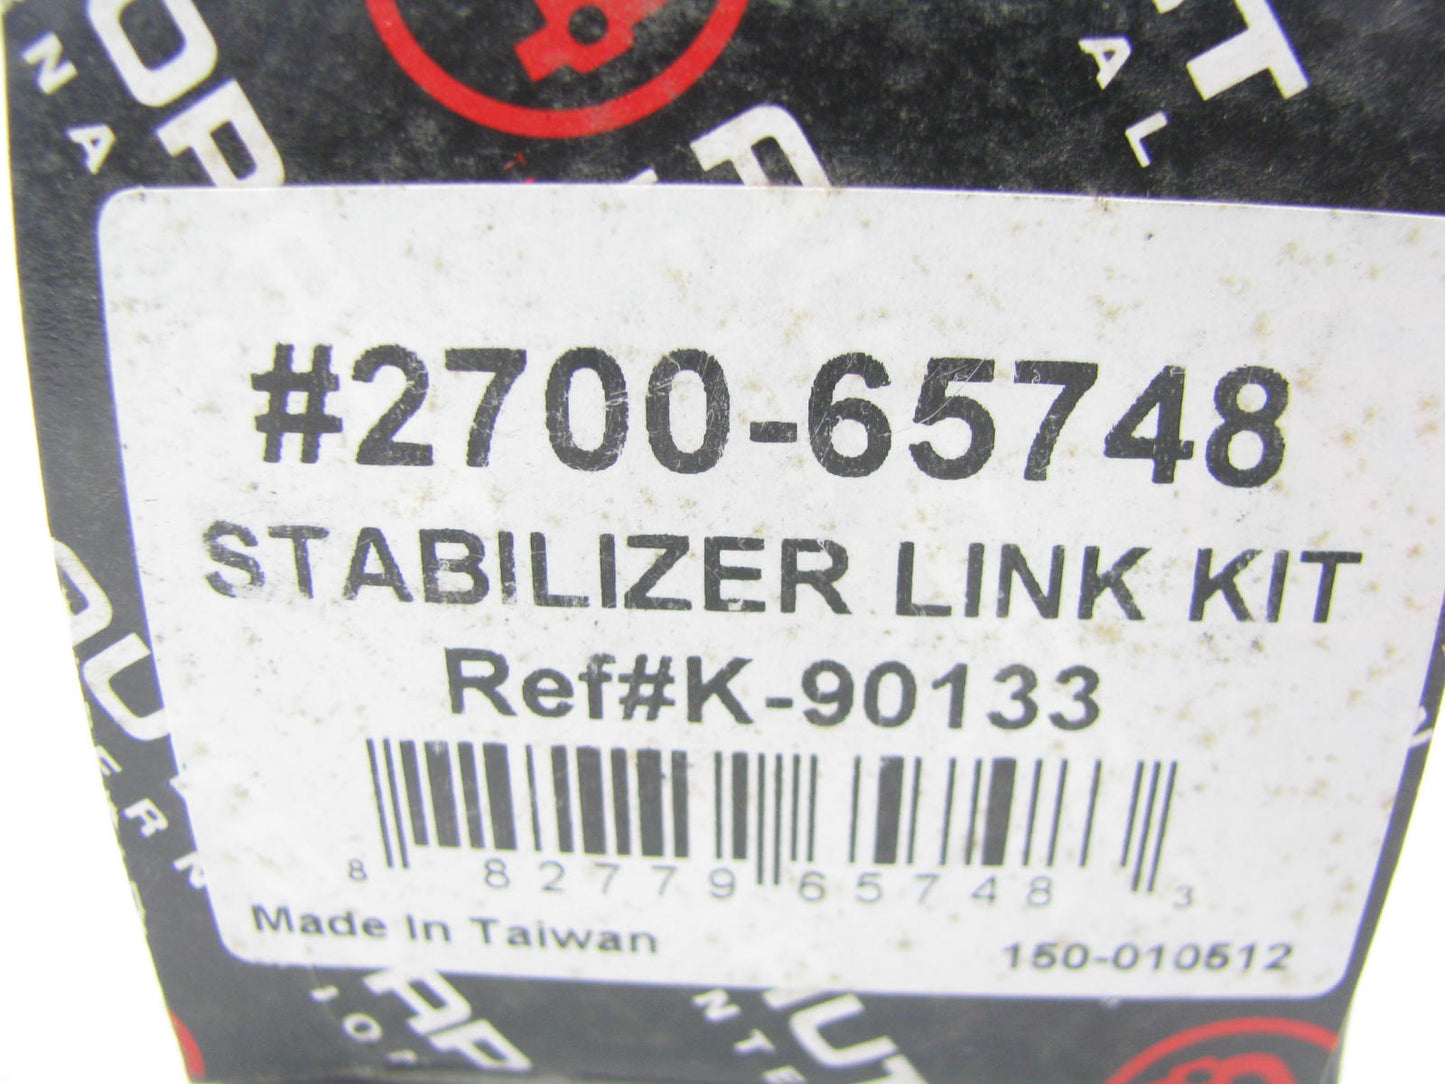 #2700-65748
STABILIZER LINK KIT
Ref#K-90133
8 82779 65748 3
Made In Taiwan
150-010512